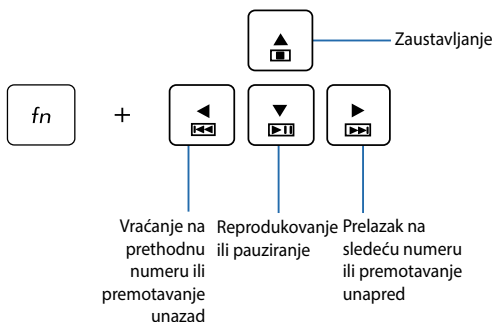 Zaustavljanje
fn +
Vraćanje na
prethodnu
numeru ili
premotavanje
unazad
Reprodukovanje
ili pauziranje
Prelazak na
sledeću numeru
ili premotavanje
unapred